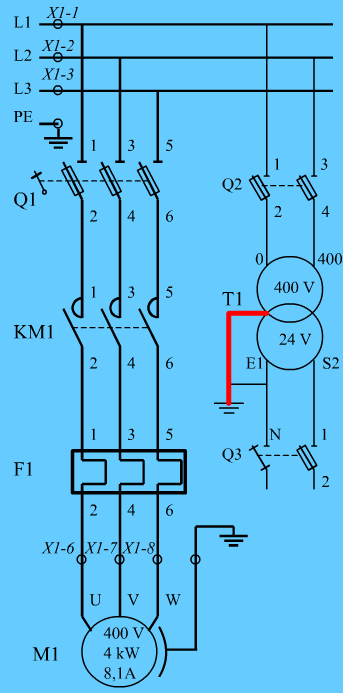 L1 X1-1
L2 X1-2
L3 X1-3
PE
1 3 5 1 3
Q1 Q2
2 4 6 2 4
0 400
400 V
1 3 5 T1
KM1 24 V
2 4 6 E1 S2
1 3 5 N 1
F1 Q3
2 4 6 2
X1-6 X1-7 X1-8
U V W
400 V
M1 4 kW
8,1A